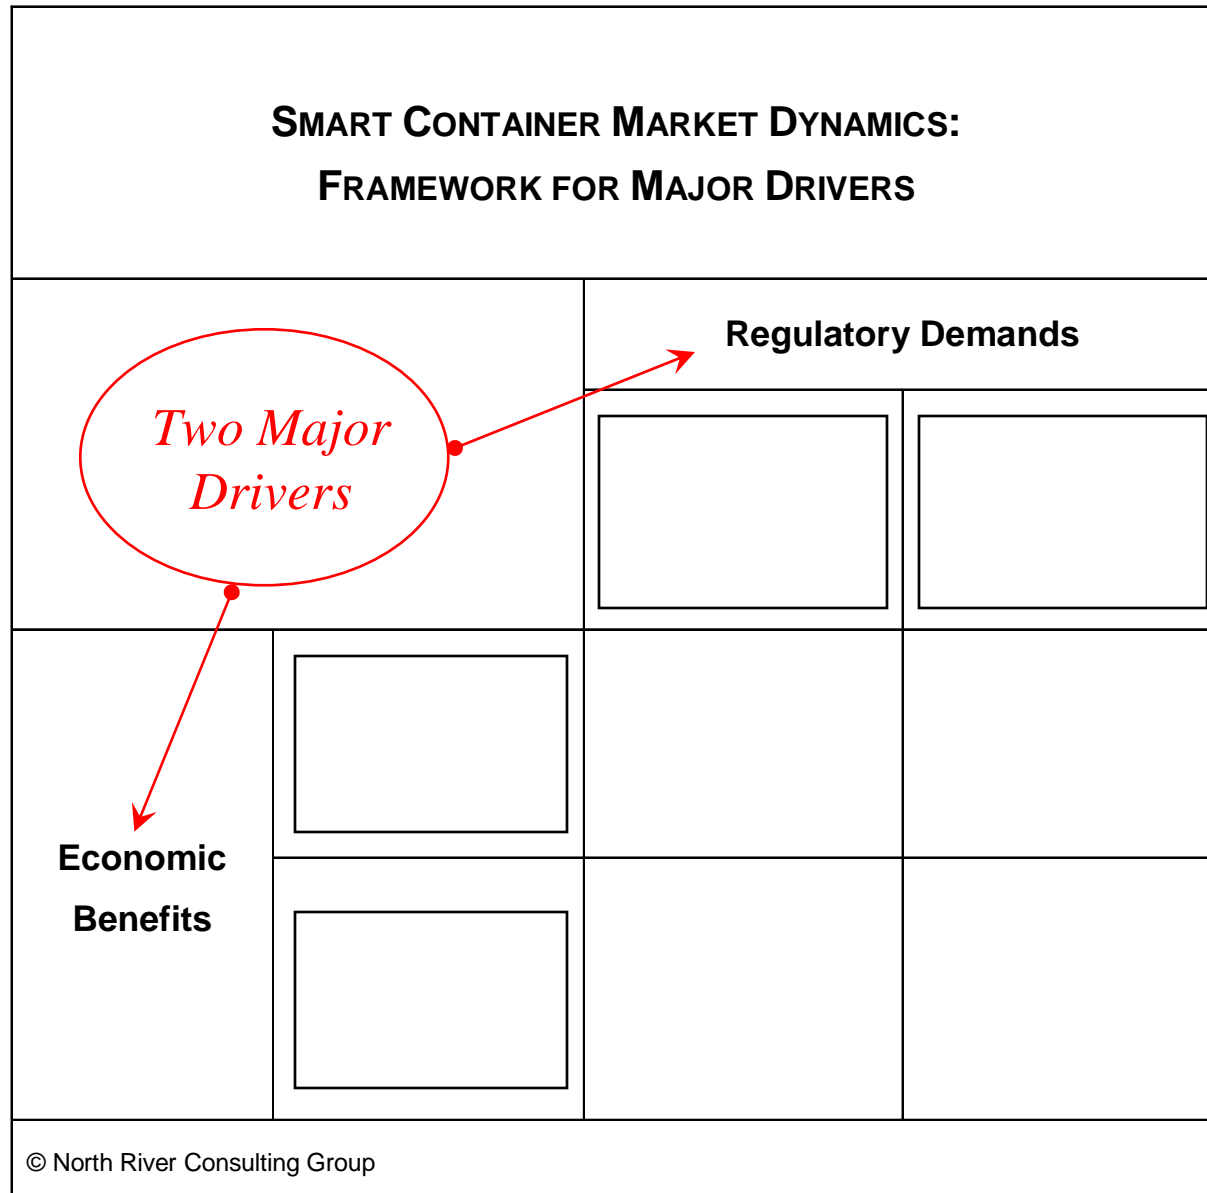 SMART CONTAINER MARKET DYNAMICS:
FRAMEWORK FOR MAJOR DRIVERS
Two Major
Drivers
Regulatory Demands
Economic
Benefits
© North River Consulting Group